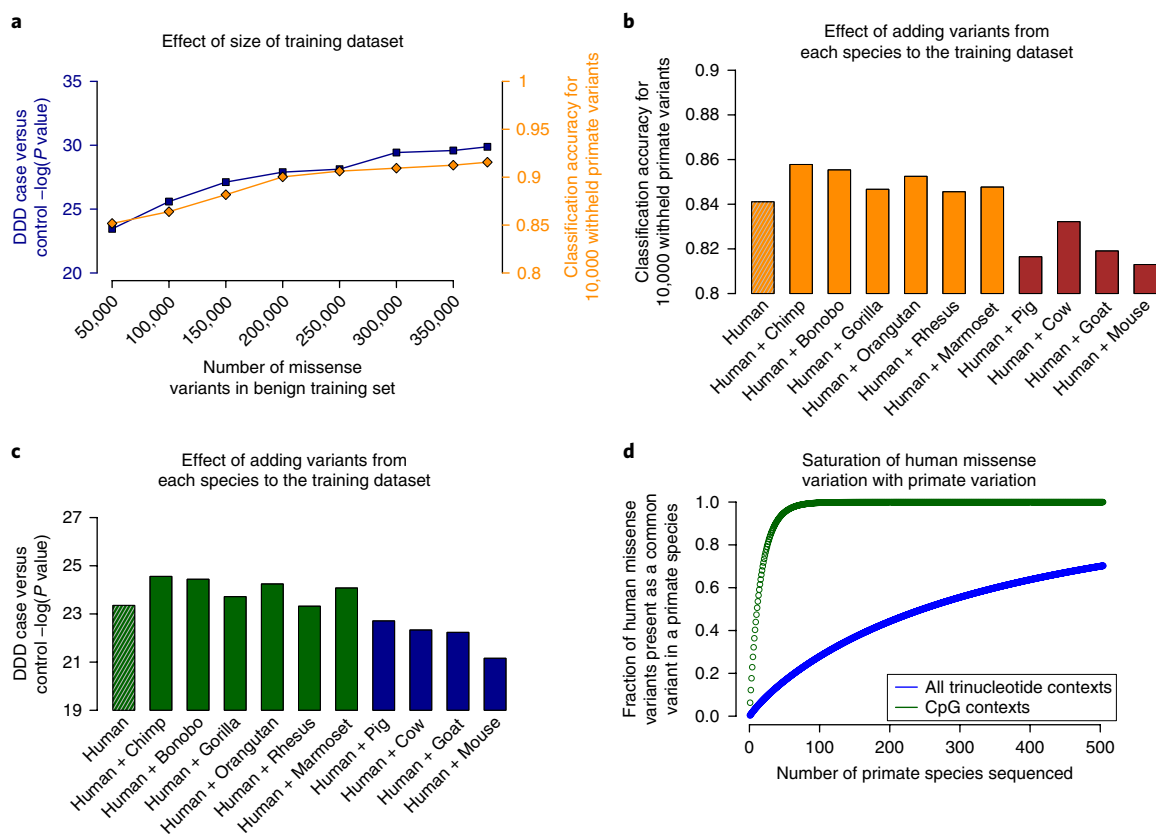 a
Effect of size of training dataset
DDD case versus
control –log(P value)
35
30
25
20
1
0.95
0.9
0.85
0.8
Classification accuracy for
10,000 withheld primate variants
50,000
100,000
150,000
200,000
250,000
300,000
350,000
Number of missense
variants in benign training set
b
Effect of adding variants from
each species to the training dataset
Classification accuracy for
10,000 withheld primate variants
0.9
0.88
0.86
0.84
0.82
0.8
Human
Human + Chimp
Human + Bonobo
Human + Gorilla
Human + Orangutan
Human + Rhesus
Human + Marmoset
Human + Pig
Human + Cow
Human + Goat
Human + Mouse
c
Effect of adding variants from
each species to the training dataset
DDD case versus
control –log(P value)
27
25
23
21
19
Human
Human + Chimp
Human + Bonobo
Human + Gorilla
Human + Orangutan
Human + Rhesus
Human + Marmoset
Human + Pig
Human + Cow
Human + Goat
Human + Mouse
d
Saturation of human missense
variation with primate variation
Fraction of human missense
variants present as a common
variant in a primate species
1.0
0.8
0.6
0.4
0.2
0.0
All trinucleotide contexts
CpG contexts
0
100
200
300
400
500
Number of primate species sequenced